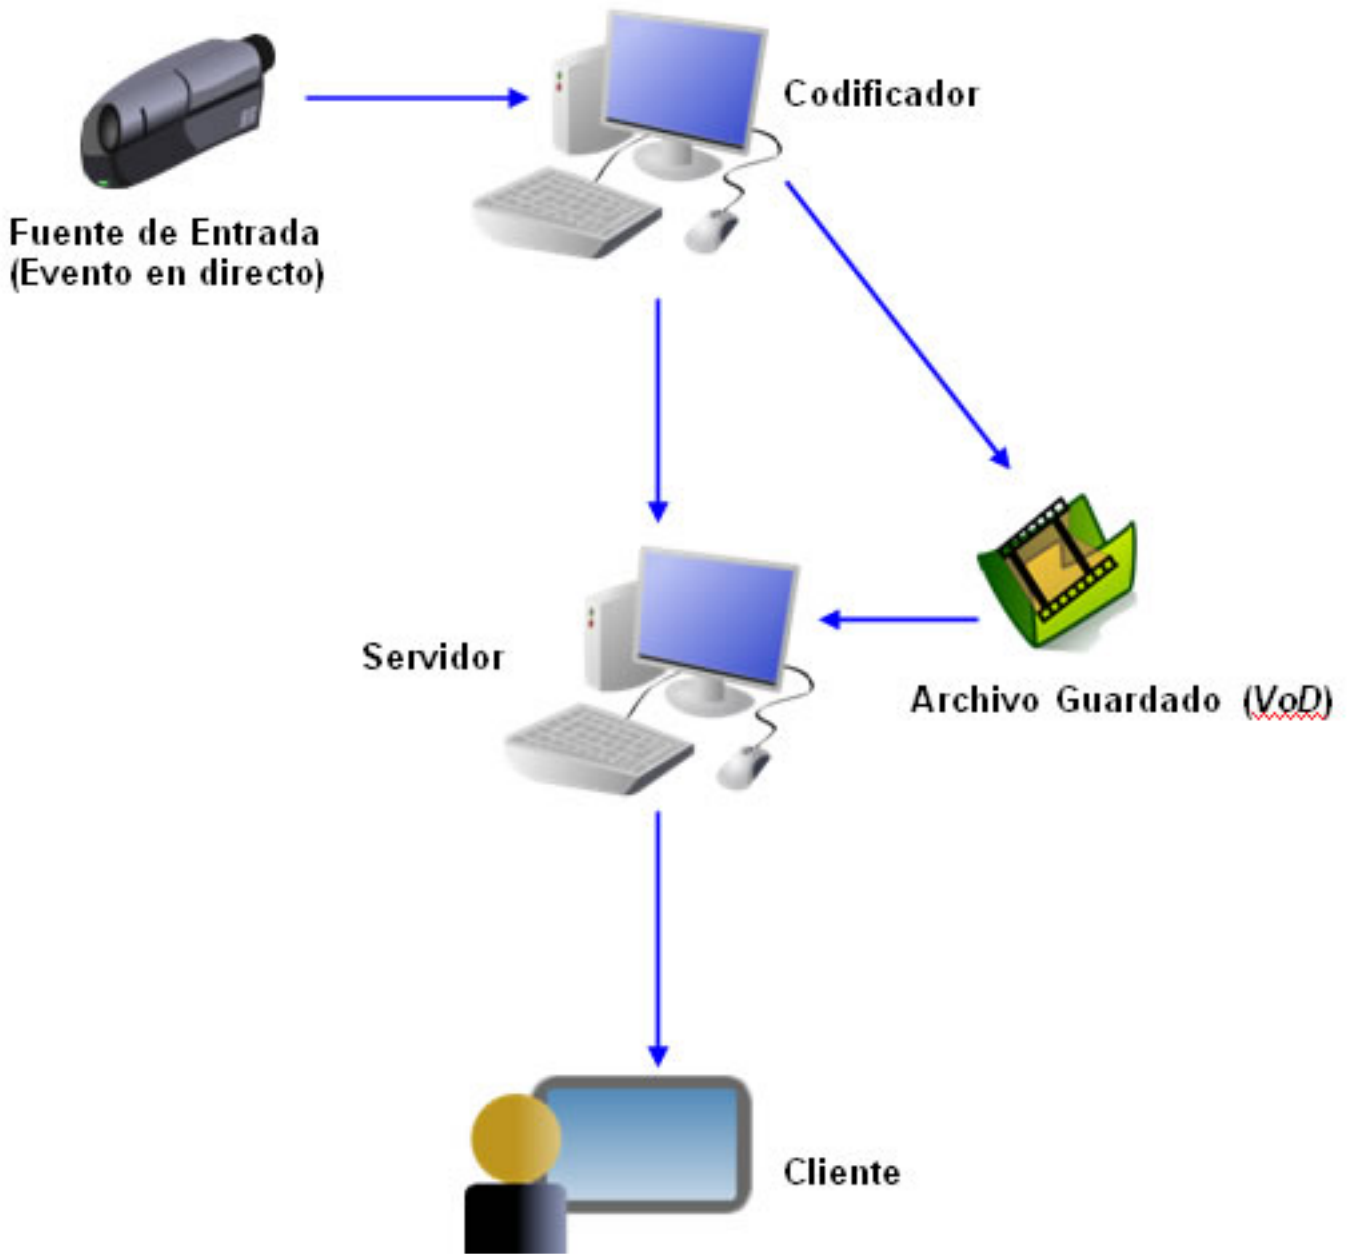 Codificador
Fuente de Entrada
(Evento en directo)
Servidor
Archivo Guardado (VoD)
Cliente